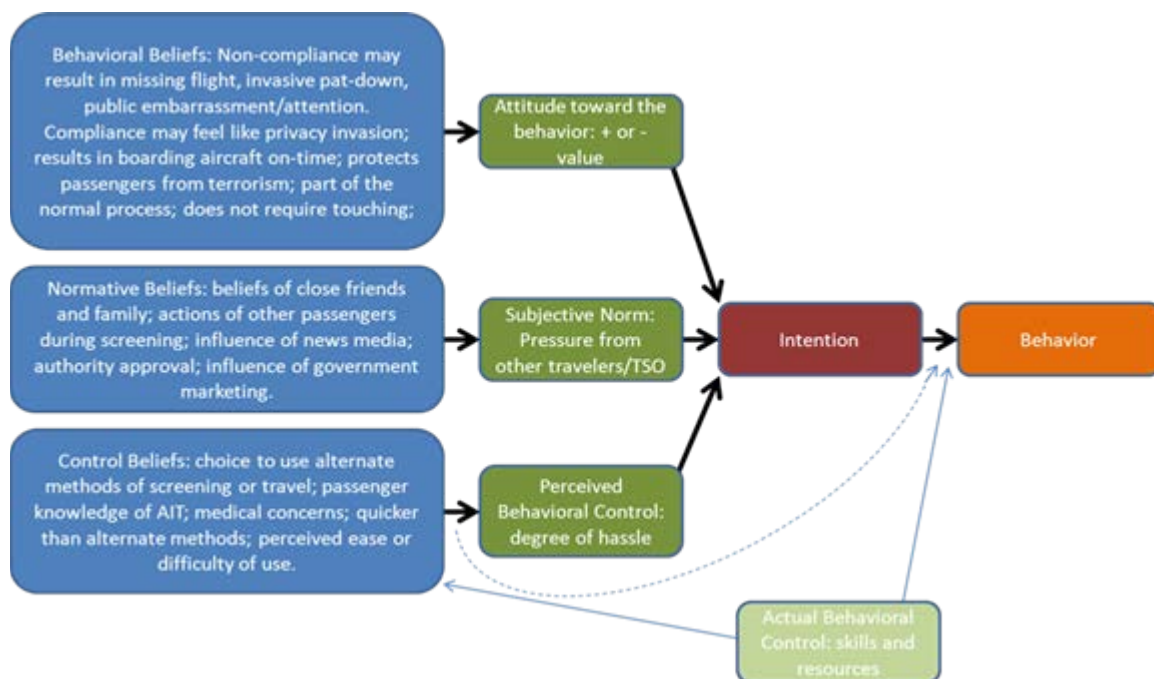 Behavioral Beliefs: Non-compliance may
result in missing flight, invasive pat-down,
public embarrassment/attention.
Compliance may feel like privacy invasion;
results in boarding aircraft on-time; protects
passengers from terrorism; part of the
normal process; does not require touching;
Attitude toward the
behavior: + or -
value
Normative Beliefs: beliefs of close friends
and family; actions of other passengers
during screening; influence of news media;
authority approval; influence of government
marketing.
Subjective Norm:
Pressure from
other travelers/TSO
Intention
Behavior
Control Beliefs: choice to use alternate
methods of screening or travel; passenger
knowledge of AIT; medical concerns; quicker
than alternate methods; perceived ease or
difficulty of use.
Perceived
Behavioral Control:
degree of hassle
Actual Behavioral
Control: skills and
resources